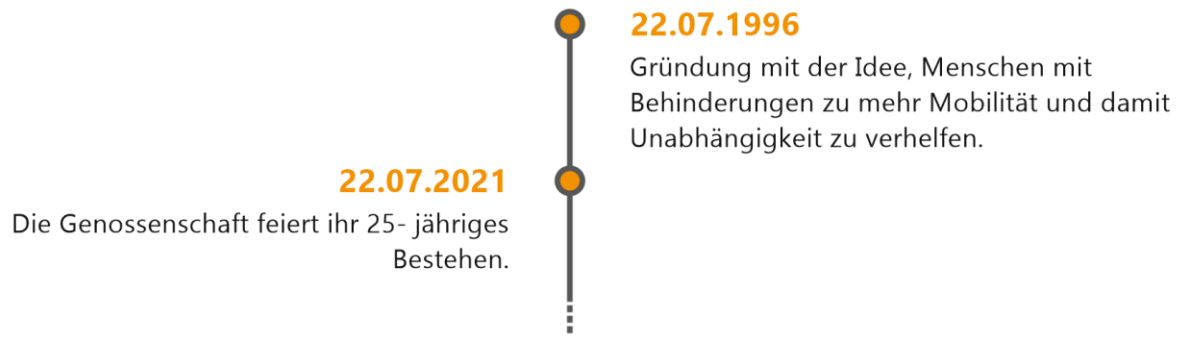 22.07.1996
Gründung mit der Idee, Menschen mit
Behinderungen zu mehr Mobilität und damit
Unabhängigkeit zu verhelfen.
22.07.2021
Die Genossenschaft feiert ihr 25- jähriges
Bestehen.